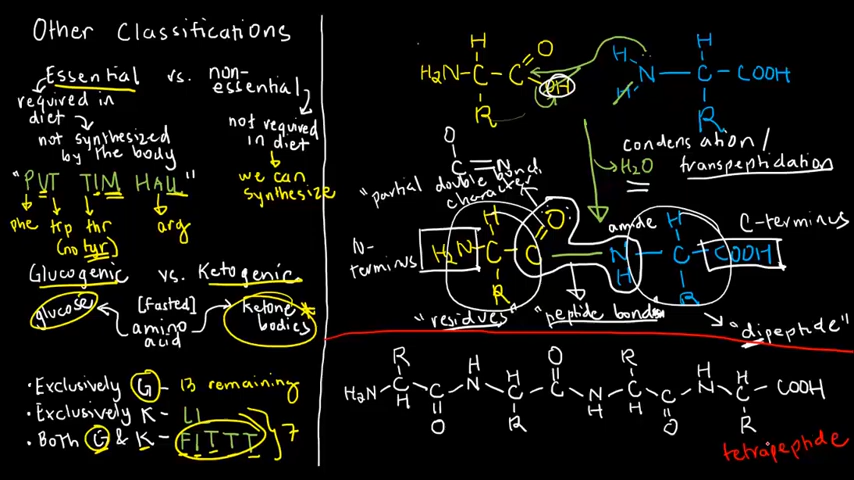 Other Classifications
Essential vs. non-essential
required in diet
not synthesized by the body
not required in diet
we can synthesize
"PVT TIM HALL"
phe
trp
thr
(no tyr)
arg
Glucogenic vs. Ketogenic
glucose
[fasted]
amino acid
ketone bodies *
• Exclusively G - 13 remaining
• Exclusively K - LL
• Both G & K - FITTT
7
H
H₂N-C-C
O
OH
R
H
H
N
H
C
COOH
R
condensation/
transpeptidation
H₂O
O
C=N
"partial double bond character"
N-terminus
H₂N
H
C
R
C
O
amide
N
H
H
C
R
COOH
C-terminus
"residues"
"peptide bond"
"dipeptide"
H₂N
R
C
H
C
O
H
N
H
C
R
O
C
N
H
R
C
H
C
O
H
N
H
C
R
COOH
tetrapeptide